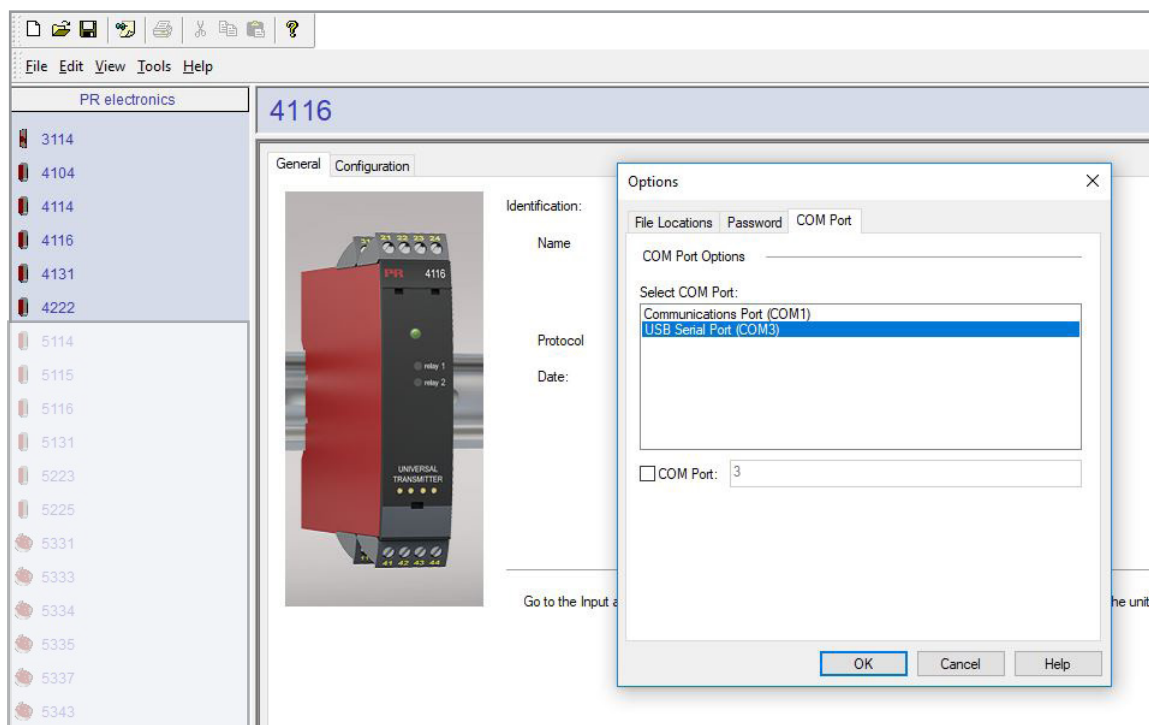 File Edit View Tools Help
PR electronics
3114
4104
4114
4116
4131
4222
5114
5115
5116
5131
5223
5225
5331
5333
5334
5335
5337
5343
4116
General Configuration
31 21 22 23 24
PR 4116
relay 1
relay 2
UNIVERSAL
TRANSMITTER
41 42 43 44
Identification:
Name
Protocol
Date:
Go to the Input
he unit
Options
File Locations Password COM Port
COM Port Options
Select COM Port:
Communications Port (COM1)
USB Serial Port (COM3)
COM Port: 3
OK Cancel Help